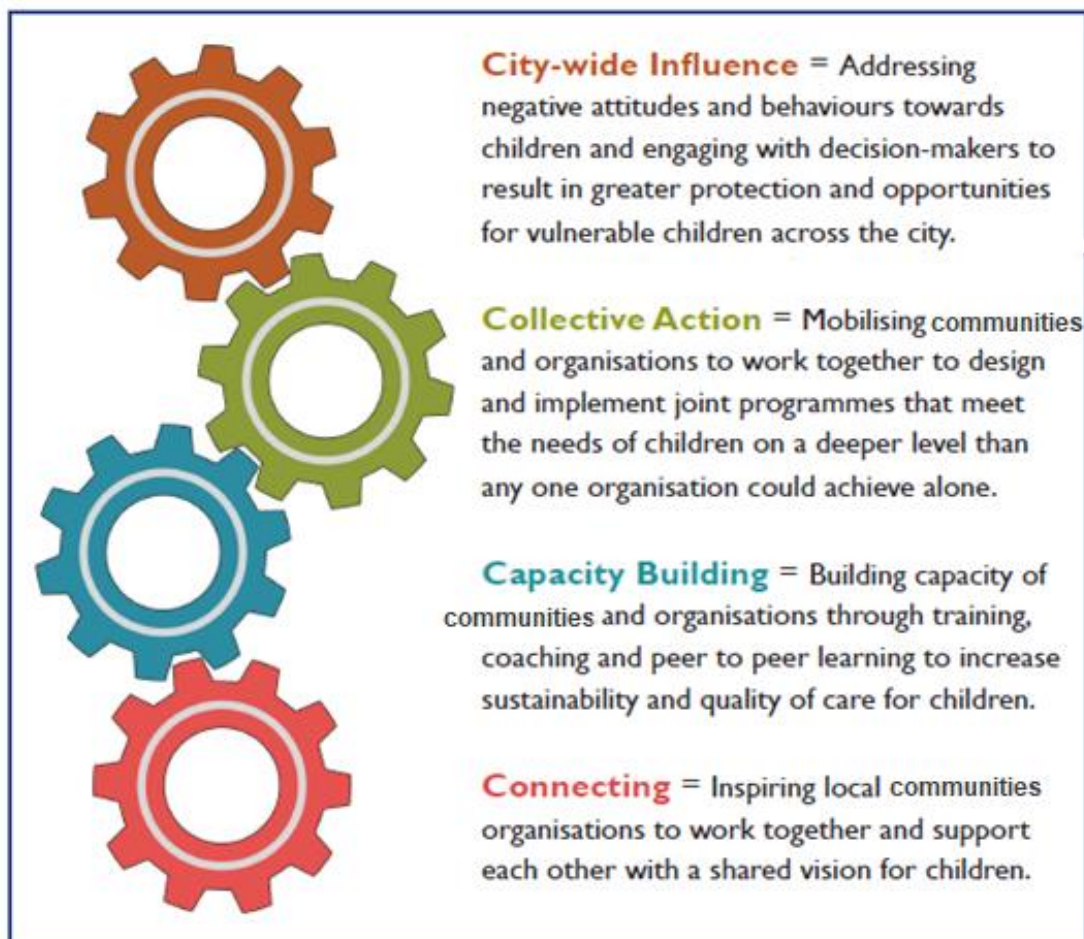 City-wide Influence = Addressing
negative attitudes and behaviours towards
children and engaging with decision-makers to
result in greater protection and opportunities
for vulnerable children across the city.
Collective Action = Mobilising communities
and organisations to work together to design
and implement joint programmes that meet
the needs of children on a deeper level than
any one organisation could achieve alone.
Capacity Building = Building capacity of
communities and organisations through training,
coaching and peer to peer learning to increase
sustainability and quality of care for children.
Connecting = Inspiring local communities
organisations to work together and support
each other with a shared vision for children.